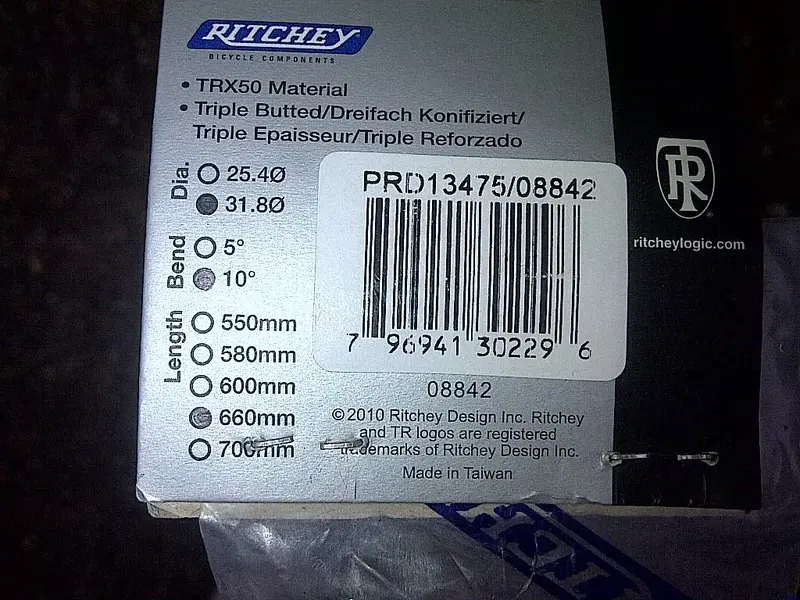 RITCHEY
BICYCLE COMPONENTS
• TRX50 Material
• Triple Butted/Dreifach Konifiziert/
Triple Epaisseur/Triple Reforzado
Dia.
25.4Ø
31.8Ø
Bend
5°
10°
Length
550mm
580mm
600mm
660mm
700mm
PRD13475/08842
7 96941 30229 6
08842
©2010 Ritchey Design Inc. Ritchey
and TR logos are registered
trademarks of Ritchey Design Inc.
Made in Taiwan
ritcheylogic.com